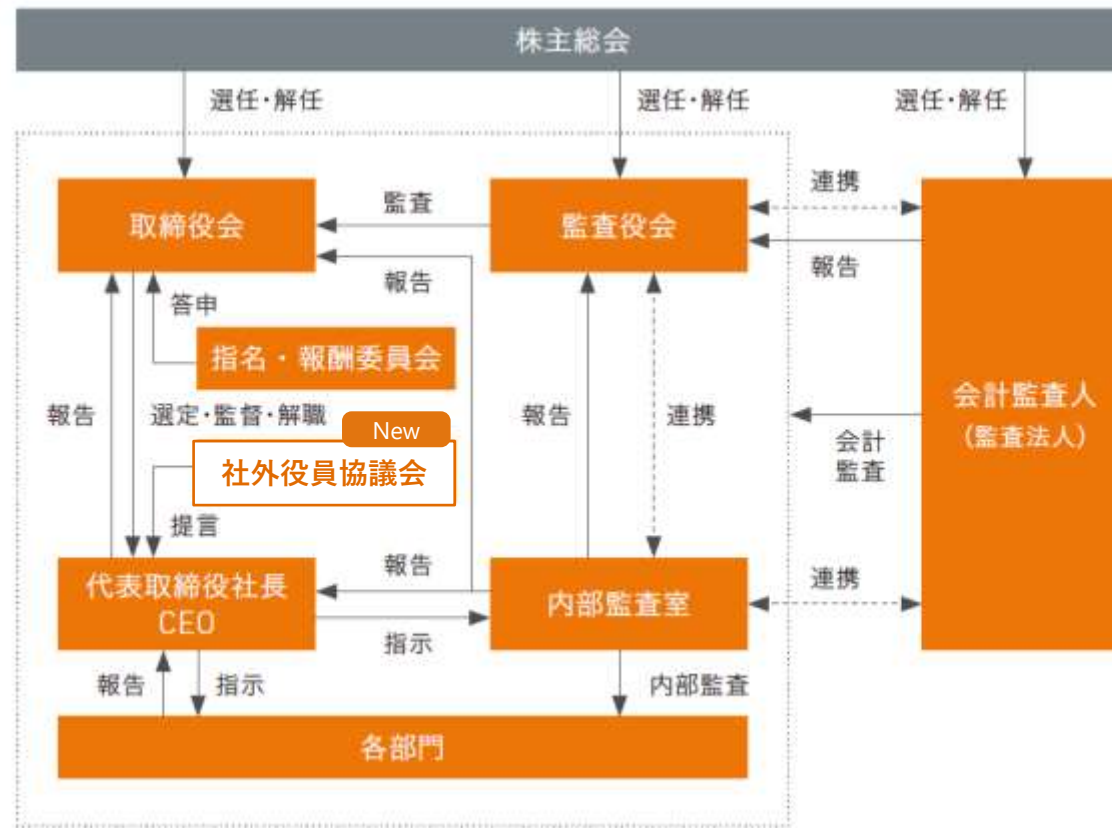 株主総会
選任・解任
選任・解任
選任・解任
取締役会
監査
監査役会
連携
報告
報告
答申
指名・報酬委員会
報告
選定・監督・解職
New
社外役員協議会
提言
報告
連携
会計
監査
会計監査人
(監査法人)
代表取締役社長
CEO
報告
指示
内部監査室
連携
報告
指示
内部監査
各部門